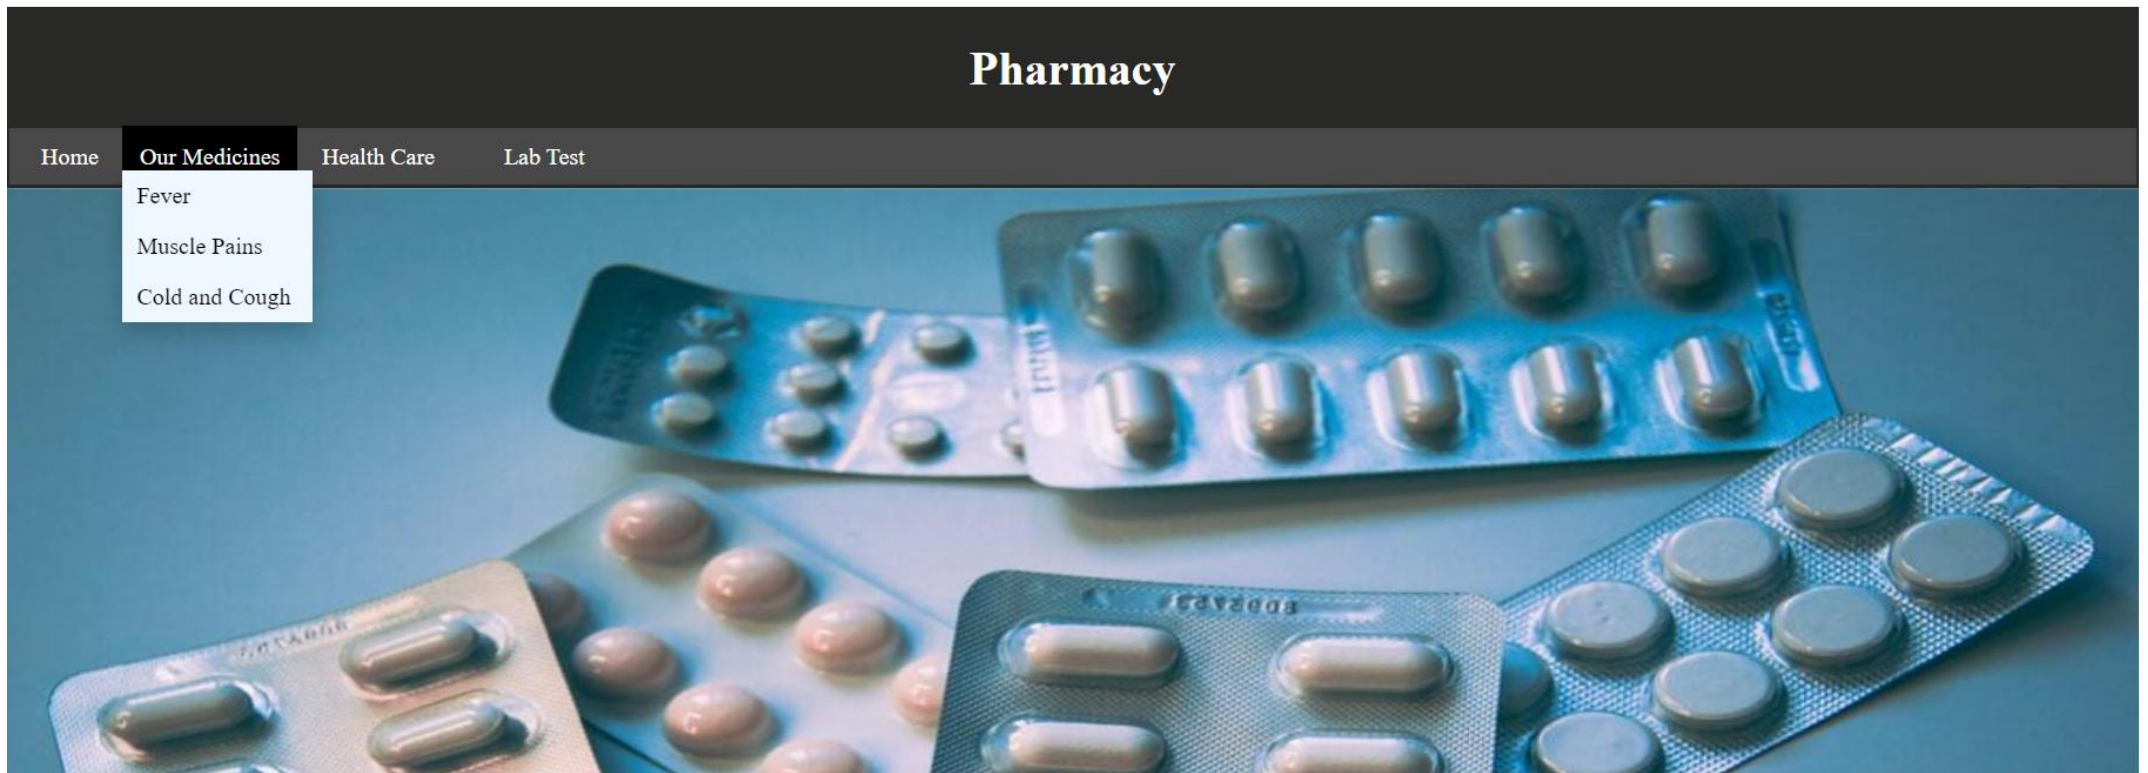 Pharmacy
Home Our Medicines Health Care Lab Test
Fever
Muscle Pains
Cold and Cough